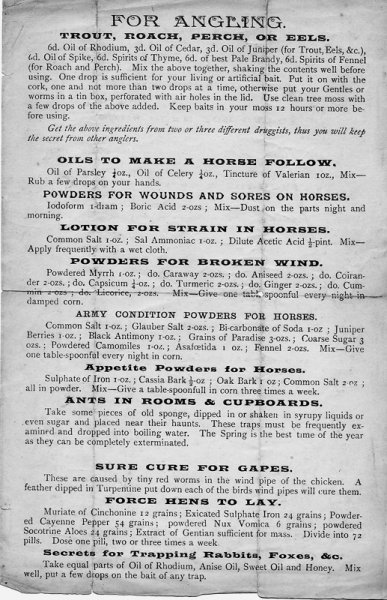 FOR ANGLING.
TROUT, ROACH, PERCH, OR EELS.
6d. Oil of Rhodium, 3d. Oil of Cedar, 3d. Oil of Juniper (for Trout, Eels, &c.),
6d. Oil of Spike, 6d. Spirits of Thyme, 6d. of best Pale Brandy, 6d. Spirits of Fennel
(for Roach and Perch). Mix the above together, shaking the contents well before
using. One drop is sufficient for your living or artificial bait. Put it on with the
cork, one and not more than two drops at a time, otherwise put your Gentles or
worms in a tin box, perforated with air holes in the lid. Use clean tree moss with
a few drops of the above added. Keep baits in your moss 12 hours or more be-
fore using.
Get the above ingredients from two or three different druggists, thus you will keep
the secret from other anglers.
OILS TO MAKE A HORSE FOLLOW.
Oil of Parsley ¼oz., Oil of Celery ¼oz., Tincture of Valerian 1oz., Mix—
Rub a few drops on your hands.
POWDERS FOR WOUNDS AND SORES ON HORSES.
Iodoform 1-dram; Boric Acid 2-ozs; Mix—Dust on the parts night and
morning.
LOTION FOR STRAIN IN HORSES.
Common Salt 1-oz.; Sal Ammoniac 1-oz.; Dilute Acetic Acid ½-pint. Mix—
Apply frequently with a wet cloth.
POWDERS FOR BROKEN WIND.
Powdered Myrrh 1-oz.; do. Caraway 2-ozs.; do. Aniseed 2-ozs.; do. Coiran-
der 2-ozs.; do, Capsicum ¼-oz.; do. Turmeric 2-ozs.; do. Ginger 2-ozs.; do. Cum-
min 2-ozs.; do. Licorice, 2-ozs. Mix—Give one table spoonful every night in
damped corn.
ARMY CONDITION POWDERS FOR HORSES.
Common Salt 1-oz.; Glauber Salt 2-ozs.; Bi-carbonate of Soda 1-oz; Juniper
Berries 1-oz.; Black Antimony 1-oz.; Grains of Paradise 3-ozs.; Coarse Sugar 3
ozs.; Powdered Camomiles 1-oz.; Asafœtida 1 oz.; Fennel 2-ozs. Mix—Give
one table-spoonful every night in corn.
Appetite Powders for Horses.
Sulphate of Iron 1-oz.; Cassia Bark ½-oz; Oak Bark 1 oz; Common Salt 2 oz;
all in powder. Mix—Give a table-spoonfull in corn three times a week.
ANTS IN ROOMS & CUPBOARDS.
Take some pieces of old sponge, dipped in or shaken in syrupy liquids or
even sugar and placed near their haunts. These traps must be frequently ex-
amined and dropped into boiling water. The Spring is the best time of the year
as they can be completely exterminated.
SURE CURE FOR GAPES.
These are caused by tiny red worms in the wind pipe of the chicken. A
feather dipped in Turpentine put down each of the birds wind pipes will cure them.
FORCE HENS TO LAY.
Muriate of Cinchonine 12 grains; Exicated Sulphate Iron 24 grains; Powder-
ed Cayenne Pepper 54 grains; powdered Nux Vomica 6 grains; powdered
Socotrine Aloes 24 grains; Extract of Gentian sufficient for mass. Divide into 72
pills. Dose one pill, two or three times a week.
Secrets for Trapping Rabbits, Foxes, &c.
Take equal parts of Oil of Rhodium, Anise Oil, Sweet Oil and Honey. Mix
well, put a few drops on the bait of any trap.